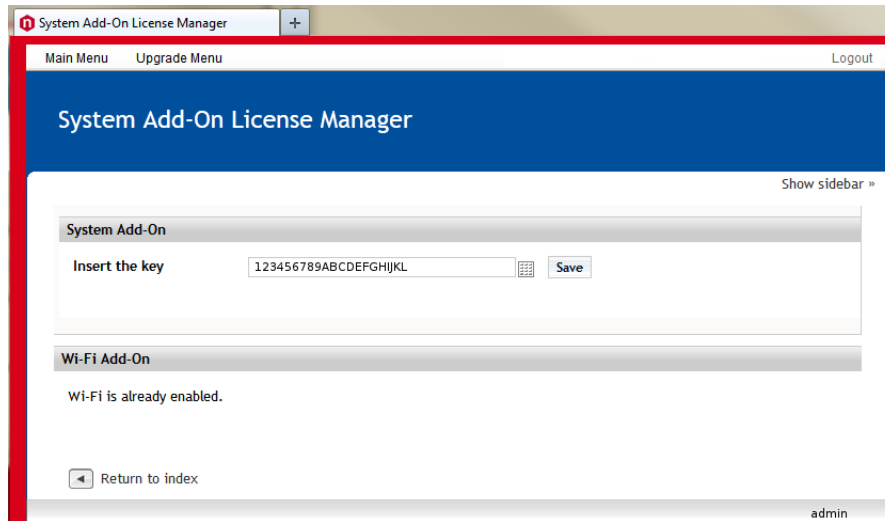 System Add-On License Manager
+
Main Menu Upgrade Menu Logout
System Add-On License Manager
Show sidebar »
System Add-On
Insert the key 123456789ABCDEFGHIJKL Save
Wi-Fi Add-On
Wi-Fi is already enabled.
Return to index
admin